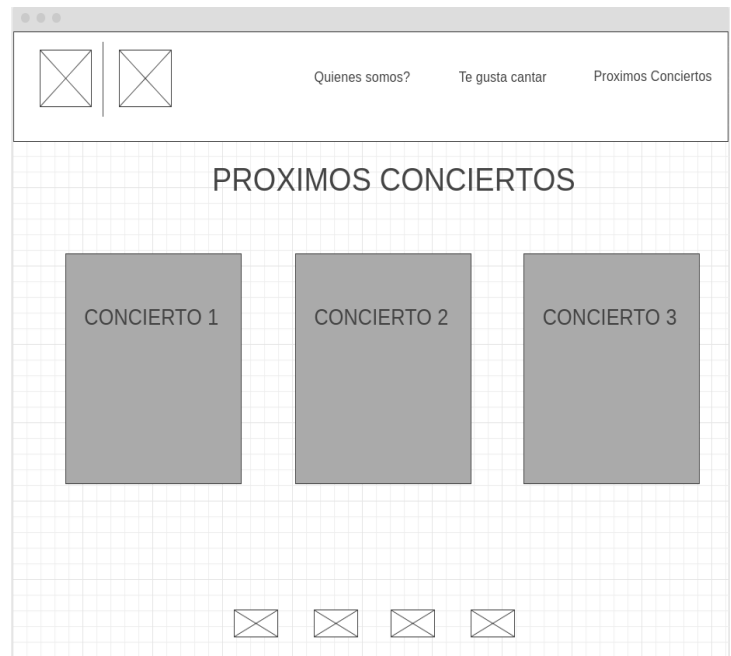 Quienes somos?
Te gusta cantar
Proximos Conciertos
PROXIMOS CONCIERTOS
CONCIERTO 1
CONCIERTO 2
CONCIERTO 3